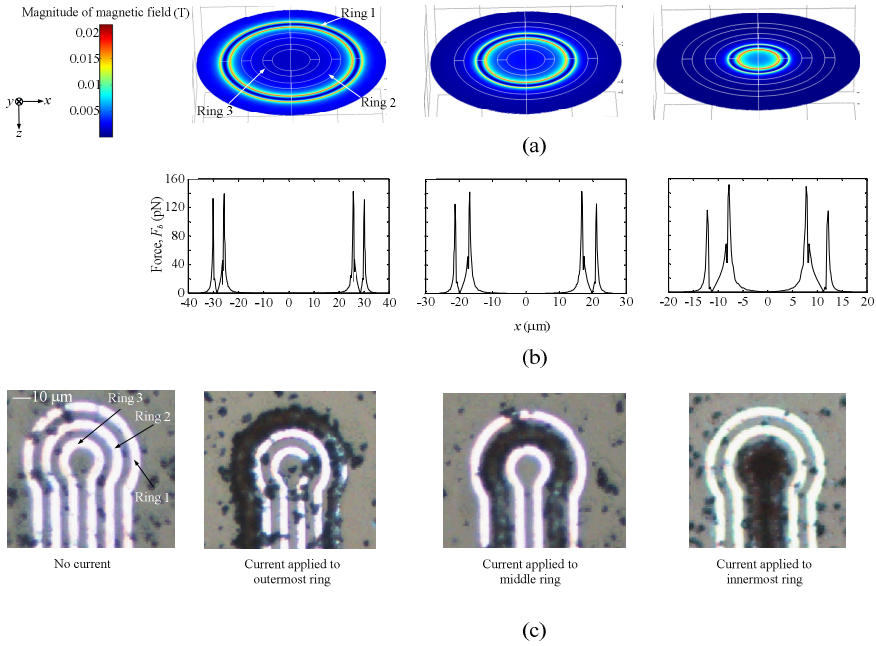 Magnitude of magnetic field (T)
0.02
0.01
0.01
0.005
y x
z
Ring 1
Ring 2
Ring 3
(a)
Force, F_b (pN)
160
120
80
40
0
-40 -30 -20 -10 0 10 20 30 40
-30 -20 -10 0 10 20 30
-20 -15 -10 -5 0 5 10 15 20
x (μm)
(b)
10 μm
Ring 3
Ring 2
Ring 1
No current
Current applied to
outermost ring
Current applied to
middle ring
Current applied to
innermost ring
(c)